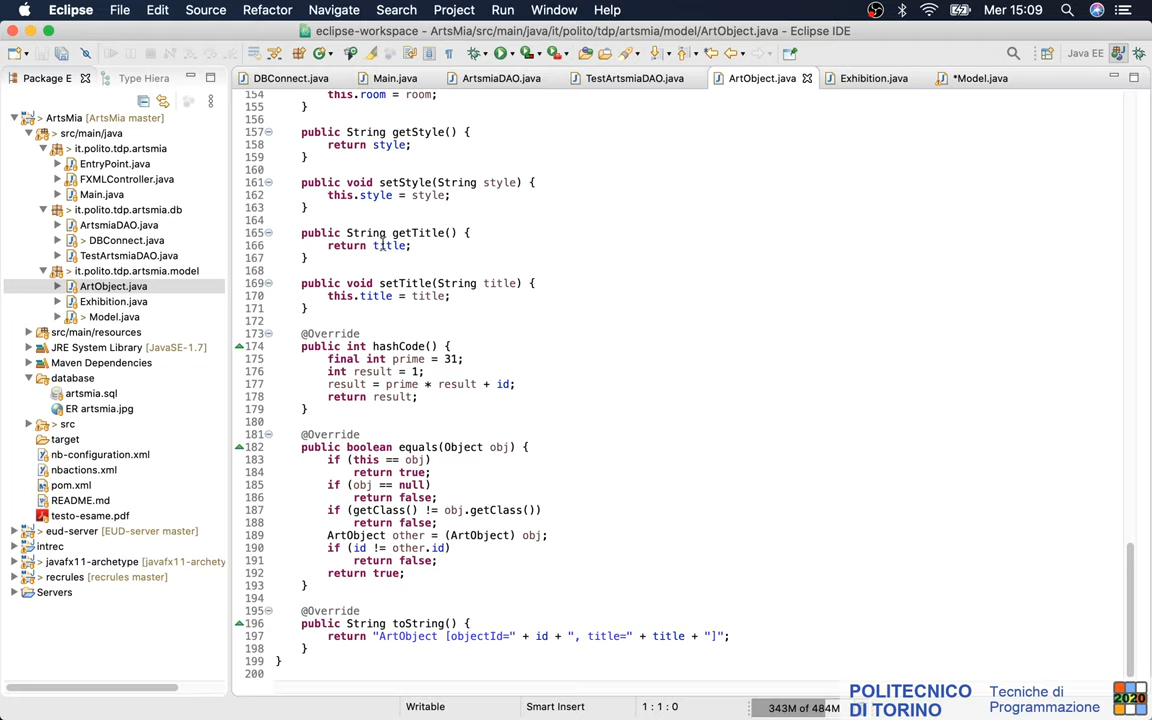 Eclipse File Edit Source Refactor Navigate Search Project Run Window Help Mer 15:09
eclipse-workspace - ArtsMia/src/main/java/it/polito/tdp/artsmia/model/ArtObject.java - Eclipse IDE
Java EE
Package E Type Hiera
DBConnect.java Main.java ArtsmiaDAO.java TestArtsmiaDAO.java ArtObject.java Exhibition.java *Model.java
> ArtsMia [ArtsMia master]
> src/main/java
> it.polito.tdp.artsmia
EntryPoint.java
FXMLController.java
Main.java
> it.polito.tdp.artsmia.db
ArtsmiaDAO.java
> DBConnect.java
TestArtsmiaDAO.java
> it.polito.tdp.artsmia.model
ArtObject.java
Exhibition.java
> Model.java
src/main/resources
JRE System Library [JavaSE-1.7]
Maven Dependencies
database
artsmia.sql
ER artsmia.jpg
> src
target
nb-configuration.xml
nbactions.xml
pom.xml
README.md
testo-esame.pdf
> eud-server [EUD-server master]
intrec
> javafx11-archetype [javafx11-archety
> recrules [recrules master]
Servers
154 this.room = room;
155 }
156
157 public String getStyle() {
158 return style;
159 }
160
161 public void setStyle(String style) {
162 this.style = style;
163 }
164
165 public String getTitle() {
166 return title;
167 }
168
169 public void setTitle(String title) {
170 this.title = title;
171 }
172
173 @Override
174 public int hashCode() {
175 final int prime = 31;
176 int result = 1;
177 result = prime * result + id;
178 return result;
179 }
180
181 @Override
182 public boolean equals(Object obj) {
183 if (this == obj)
184 return true;
185 if (obj == null)
186 return false;
187 if (getClass() != obj.getClass())
188 return false;
189 ArtObject other = (ArtObject) obj;
190 if (id != other.id)
191 return false;
192 return true;
193 }
194
195 @Override
196 public String toString() {
197 return "ArtObject [objectId=" + id + ", title=" + title + "]";
198 }
199 }
200
Writable Smart Insert 1 : 1 : 0 343M of 484M
POLITECNICO
DI TORINO
Tecniche di
Programmazione
2020